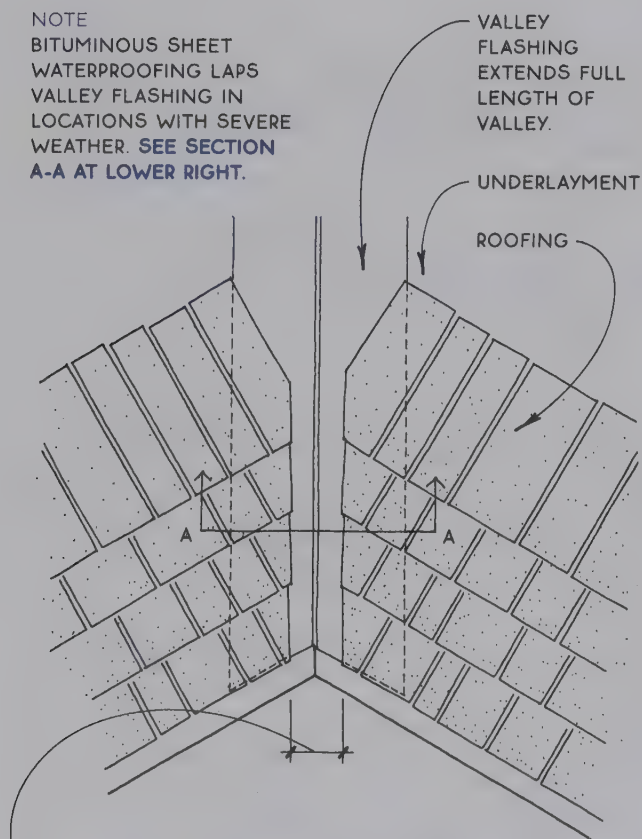 NOTE
BITUMINOUS SHEET
WATERPROOFING LAPS
VALLEY FLASHING IN
LOCATIONS WITH SEVERE
WEATHER. SEE SECTION
A-A AT LOWER RIGHT.
VALLEY
FLASHING
EXTENDS FULL
LENGTH OF
VALLEY.
UNDERLAYMENT
ROOFING
A
A